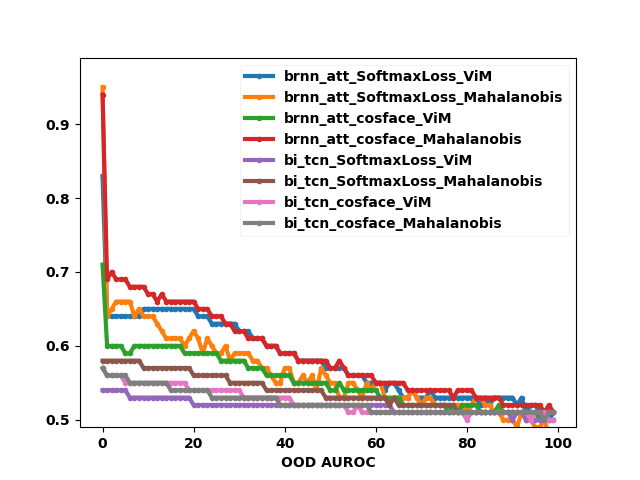 brnn_att_SoftmaxLoss_ViM
brnn_att_SoftmaxLoss_Mahalanobis
brnn_att_cosface_ViM
brnn_att_cosface_Mahalanobis
bi_tcn_SoftmaxLoss_ViM
bi_tcn_SoftmaxLoss_Mahalanobis
bi_tcn_cosface_ViM
bi_tcn_cosface_Mahalanobis
0.9
0.8
0.7
0.6
0.5
0 20 40 60 80 100
OOD AUROC